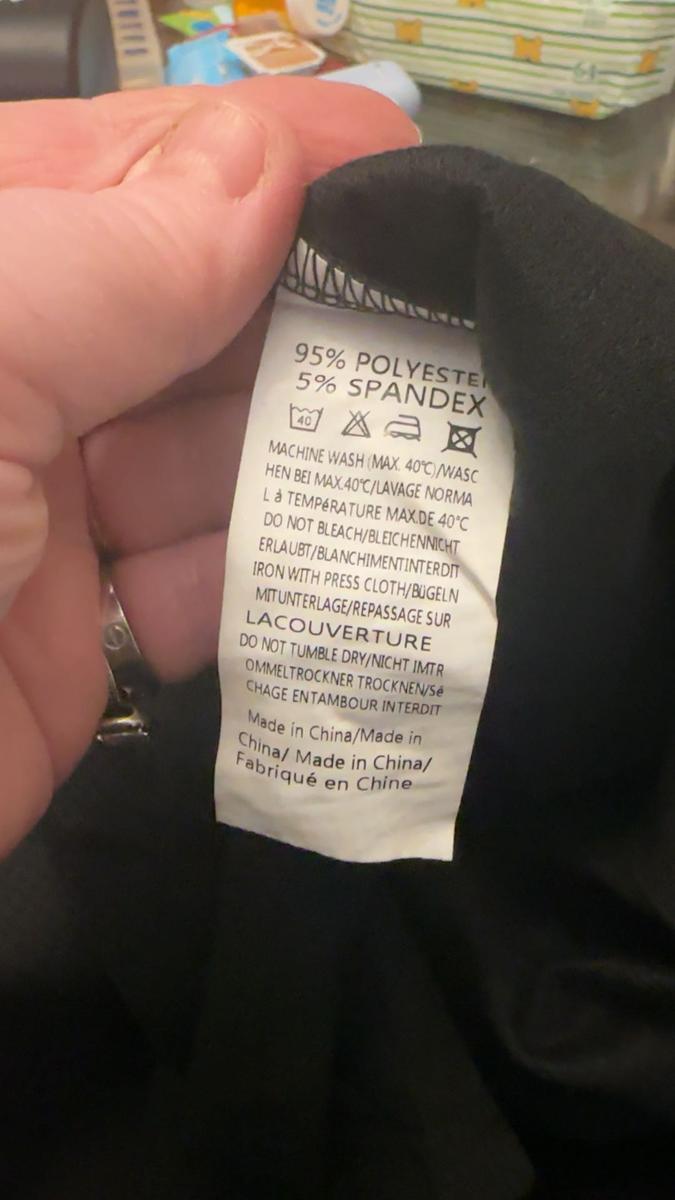 95% POLYESTER
5% SPANDEX
40
MACHINE WASH (MAX. 40℃)/WASC
HEN BEI MAX.40℃/LAVAGE NORMA
L à TEMPéRATURE MAX.DE 40℃
DO NOT BLEACH/BLEICHENNICHT
ERLAUBT/BLANCHIMENTINTERDIT
IRON WITH PRESS CLOTH/BüGELN
MITUNTERLAGE/REPASSAGE SUR
LACOUVERTURE
DO NOT TUMBLE DRY/NICHT IMTR
OMMELTROCKNER TROCKNEN/Sé
CHAGE ENTAMBOUR INTERDIT
Made in China/Made in
China/ Made in China/
Fabriqué en Chine
64